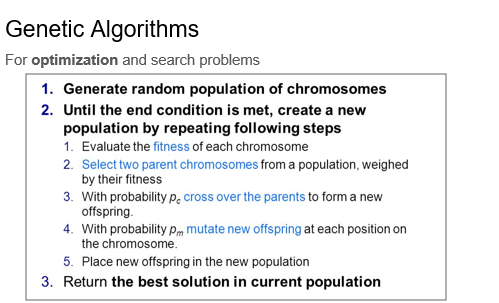 Genetic Algorithms
For optimization and search problems
1. Generate random population of chromosomes
2. Until the end condition is met, create a new
population by repeating following steps
1. Evaluate the fitness of each chromosome
2. Select two parent chromosomes from a population, weighed
by their fitness
3. With probability pc cross over the parents to form a new
offspring.
4. With probability pm mutate new offspring at each position on
the chromosome.
5. Place new offspring in the new population
3. Return the best solution in current population